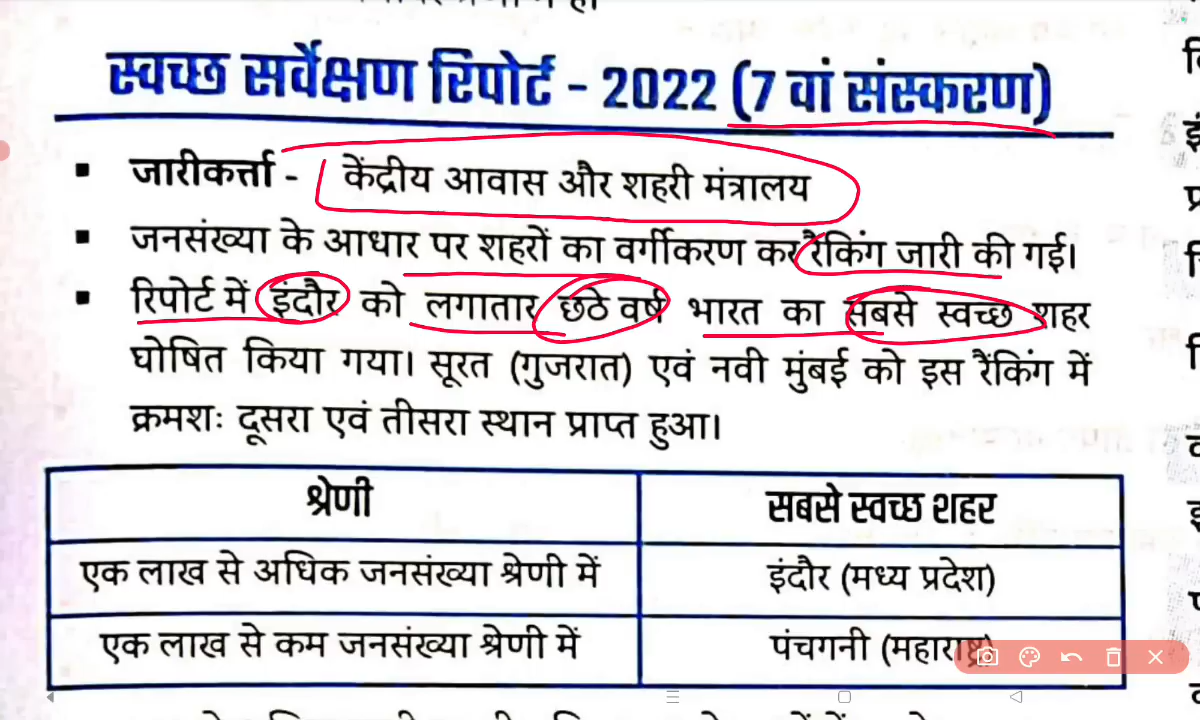 स्वच्छ सर्वेक्षण रिपोर्ट - 2022 (7 वां संस्करण)
▪ जारीकर्त्ता - केंद्रीय आवास और शहरी मंत्रालय
▪ जनसंख्या के आधार पर शहरों का वर्गीकरण कर रैंकिंग जारी की गई।
▪ रिपोर्ट में इंदौर को लगातार छठे वर्ष भारत का सबसे स्वच्छ शहर
घोषित किया गया। सूरत (गुजरात) एवं नवी मुंबई को इस रैंकिंग में
क्रमशः दूसरा एवं तीसरा स्थान प्राप्त हुआ।
श्रेणी सबसे स्वच्छ शहर
एक लाख से अधिक जनसंख्या श्रेणी में इंदौर (मध्य प्रदेश)
एक लाख से कम जनसंख्या श्रेणी में पंचगनी (महाराष्ट्र)